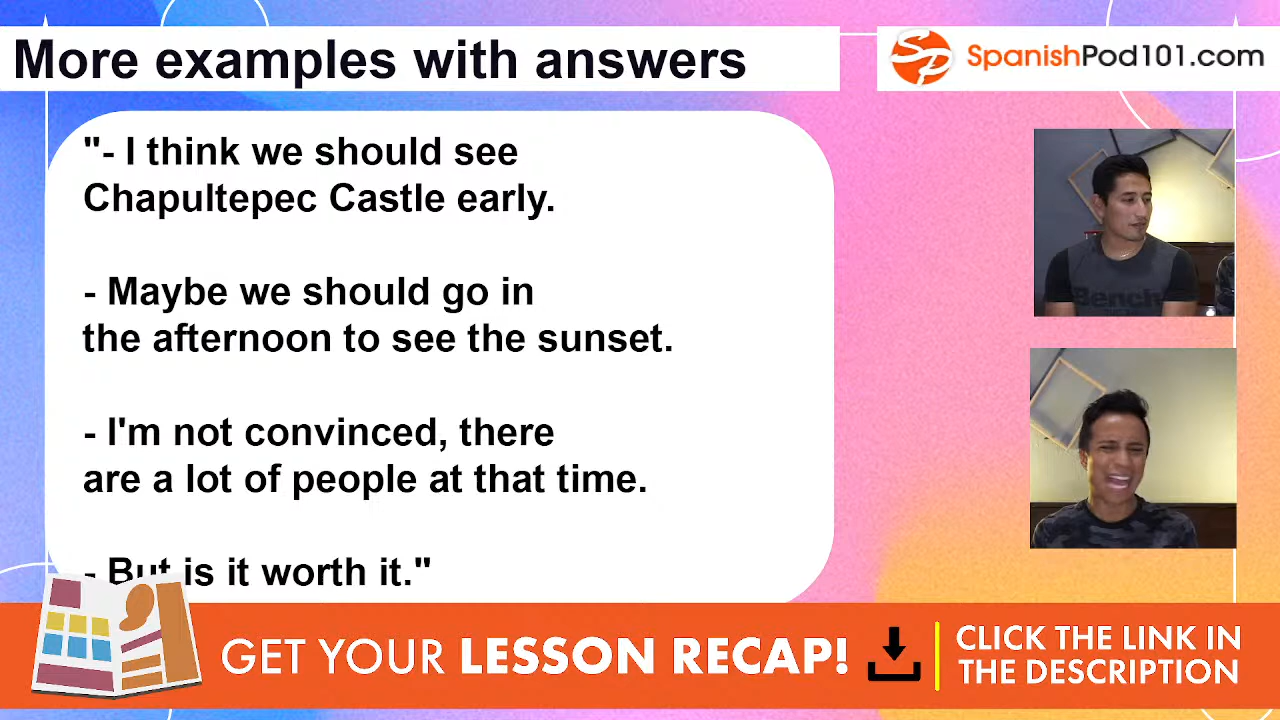 More examples with answers
SP SpanishPod101.com
"- I think we should see
Chapultepec Castle early.
- Maybe we should go in
the afternoon to see the sunset.
- I'm not convinced, there
are a lot of people at that time.
- But is it worth it."
Bench
GET YOUR LESSON RECAP!
CLICK THE LINK IN
THE DESCRIPTION